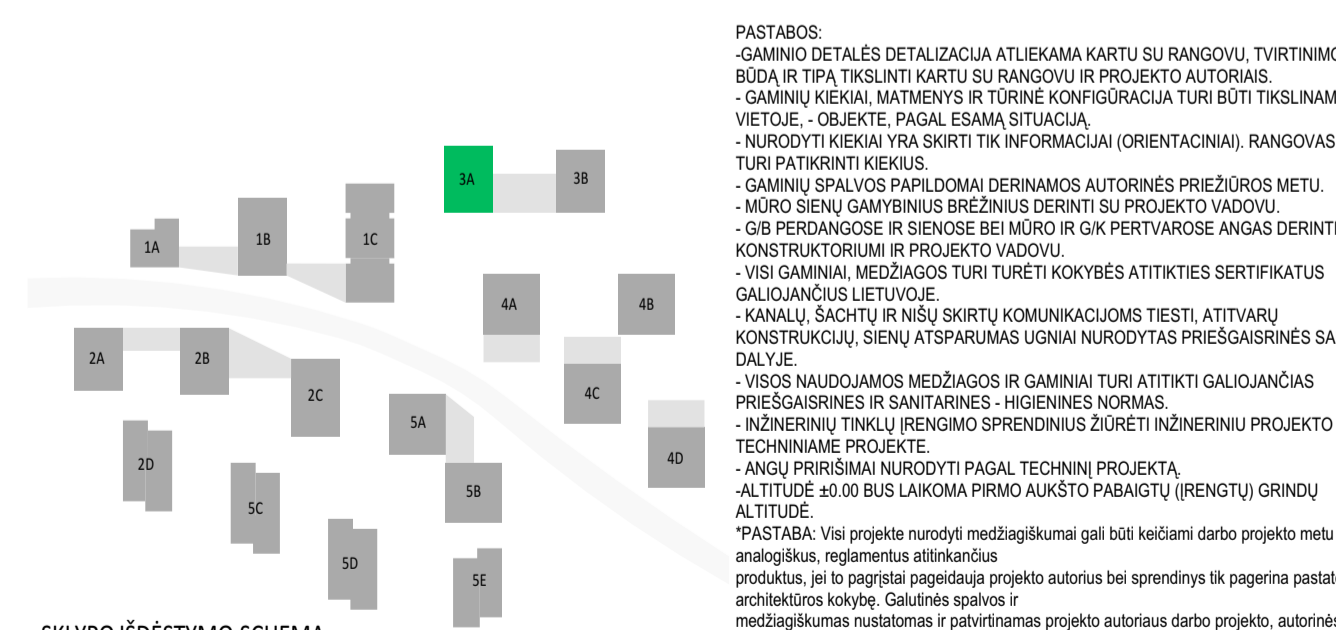 PASTABOS:
-GAMINIO DETALĖS DETALIZACIJA ATLIEKAMA KARTU SU RANGOVU, TVIRTINIMO
BŪDĄ IR TIPĄ TIKSLINTI KARTU SU RANGOVU IR PROJEKTO AUTORIAIS.
- GAMINIŲ KIEKIAI, MATMENYS IR TŪRINĖ KONFIGŪRACIJA TURI BŪTI TIKSLINAM
VIETOJE, - OBJEKTE, PAGAL ESAMĄ SITUACIJĄ.
- NURODYTI KIEKIAI YRA SKIRTI TIK INFORMACIJAI (ORIENTACINIAI). RANGOVAS
TURI PATIKRINTI KIEKIUS.
- GAMINIŲ SPALVOS PAPILDOMAI DERINAMOS AUTORINĖS PRIEŽIŪROS METU.
- MŪRO SIENŲ GAMYBINIUS BRĖŽINIUS DERINTI SU PROJEKTO VADOVU.
- G/B PERDANGOSE IR SIENOSE BEI MŪRO IR G/K PERTVAROSE ANGAS DERINTI
KONSTRUKTORIUMI IR PROJEKTO VADOVU.
- VISI GAMINIAI, MEDŽIAGOS TURI TURĖTI KOKYBĖS ATITIKTIES SERTIFIKATUS
GALIOJANČIUS LIETUVOJE.
- KANALŲ, ŠACHTŲ IR NIŠŲ SKIRTŲ KOMUNIKACIJOMS TIESTI, ATITVARŲ
KONSTRUKCIJŲ, SIENŲ ATSPARUMAS UGNIAI NURODYTAS PRIEŠGAISRINĖS SA
DALYJE.
- VISOS NAUDOJAMOS MEDŽIAGOS IR GAMINIAI TURI ATITIKTI GALIOJANČIAS
PRIEŠGAISRINES IR SANITARINES - HIGIENINES NORMAS.
- INŽINERINIŲ TINKLŲ ĮRENGIMO SPRENDINIUS ŽIŪRĖTI INŽINERINIU PROJEKTO
TECHNINIAME PROJEKTE.
- ANGŲ PRIRIŠIMAI NURODYTI PAGAL TECHNINĮ PROJEKTĄ.
-ALTITUDĖ ±0.00 BUS LAIKOMA PIRMO AUKŠTO PABAIGTŲ (ĮRENGTŲ) GRINDŲ
ALTITUDĖ.
*PASTABA: Visi projekte nurodyti medžiagiškumai gali būti keičiami darbo projekto metu
analogiškus, reglamentus atitinkančius
produktus, jei to pagrįstai pageidauja projekto autorius bei sprendinys tik pagerina pastato
architektūros kokybę. Galutinės spalvos ir
medžiagiškumas nustatomas ir patvirtinamas projekto autoriaus darbo projekto, autorinės
3A
3B
1A
1B
1C
4A
4B
2A
2B
2C
4C
5A
4D
2D
5B
5C
5D
5E
SKLYPO IŠDĖSTYMO SCHEMA